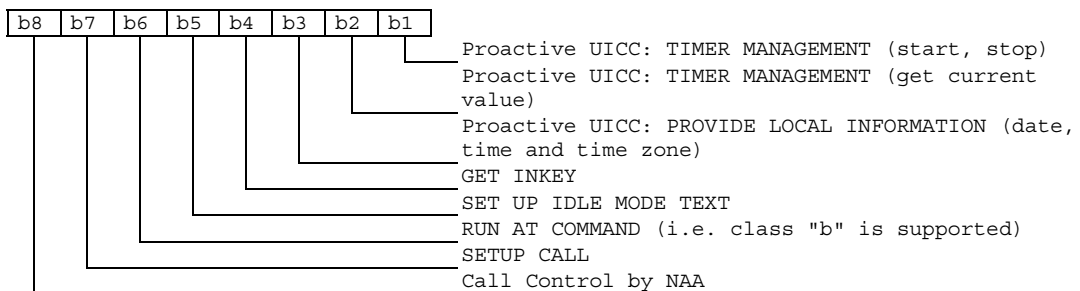 b8 b7 b6 b5 b4 b3 b2 b1
Proactive UICC: TIMER MANAGEMENT (start, stop)
Proactive UICC: TIMER MANAGEMENT (get current
value)
Proactive UICC: PROVIDE LOCAL INFORMATION (date,
time and time zone)
GET INKEY
SET UP IDLE MODE TEXT
RUN AT COMMAND (i.e. class "b" is supported)
SETUP CALL
Call Control by NAA